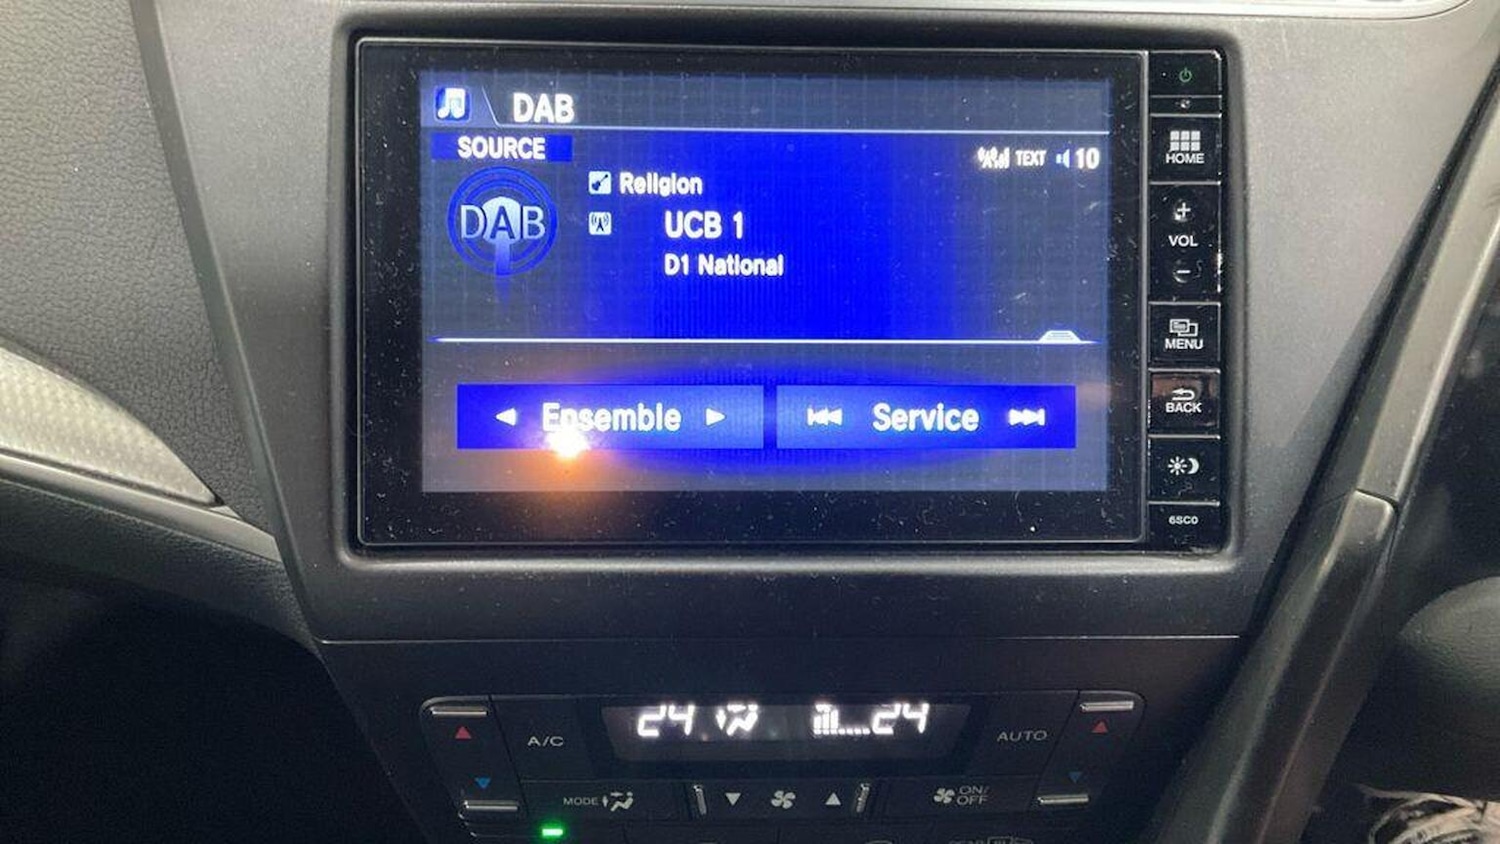 DAB
SOURCE
TEXT 10
Religion
DAB
UCB 1
D1 National
Ensemble
Service
HOME
+
VOL
−
MENU
BACK
6SC0
24 24
A/C
AUTO
MODE
ON/
OFF